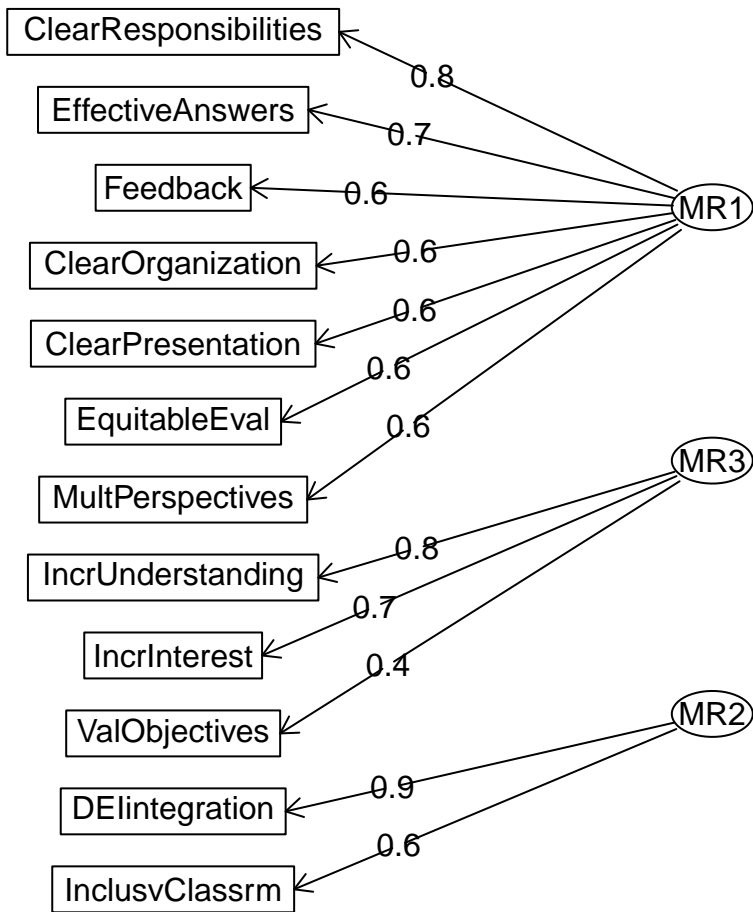 ClearResponsibilities
0.8
EffectiveAnswers
0.7
Feedback
0.6
MR1
ClearOrganization
0.6
ClearPresentation
0.6
EquitableEval
0.6
MultPerspectives
0.6
MR3
IncrUnderstanding
0.8
IncrInterest
0.7
ValObjectives
0.4
MR2
DEIintegration
0.9
InclusvClassrm
0.6